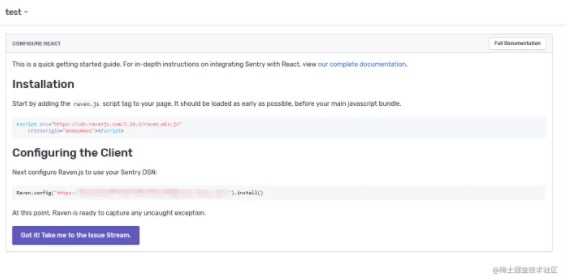 test
CONFIGURE REACT
Full Documentation
This is a quick getting started guide. For in-depth instructions on integrating Sentry with React, view our complete documentation.
Installation
Start by adding the raven.js script tag to your page. It should be loaded as early as possible, before your main javascript bundle.
<script src="https://cdn.ravenjs.com/3.26.2/raven.min.js"
crossorigin="anonymous"></script>
Configuring the Client
Next configure Raven.js to use your Sentry DSN:
Raven.config('https: ').install()
At this point, Raven is ready to capture any uncaught exception.
Got it! Take me to the Issue Stream.
@稀土掘金技术社区